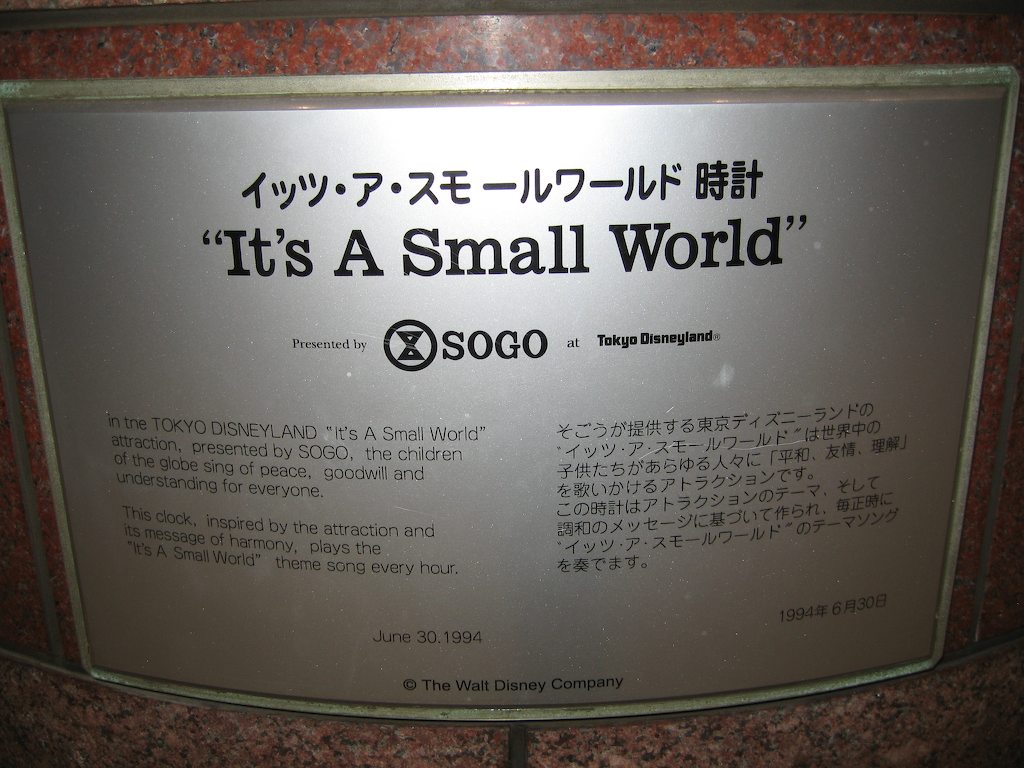 イッツ・ア・スモールワールド 時計
“It's A Small World”
Presented by SOGO at Tokyo Disneyland®
In the TOKYO DISNEYLAND “It's A Small World”
attraction, presented by SOGO, the children
of the globe sing of peace, goodwill and
understanding for everyone.
This clock, inspired by the attraction and
its message of harmony, plays the
“It's A Small World” theme song every hour.
June 30.1994
そごうが提供する東京ディズニーランドの
“イッツ・ア・スモールワールド”は世界中の
子供たちがあらゆる人々に「平和、友情、理解」
を歌いかけるアトラクションです。
この時計はアトラクションのテーマ、そして
調和のメッセージに基づいて作られ、毎正時に
“イッツ・ア・スモールワールド”のテーマソング
を奏でます。
1994年6月30日
© The Walt Disney Company